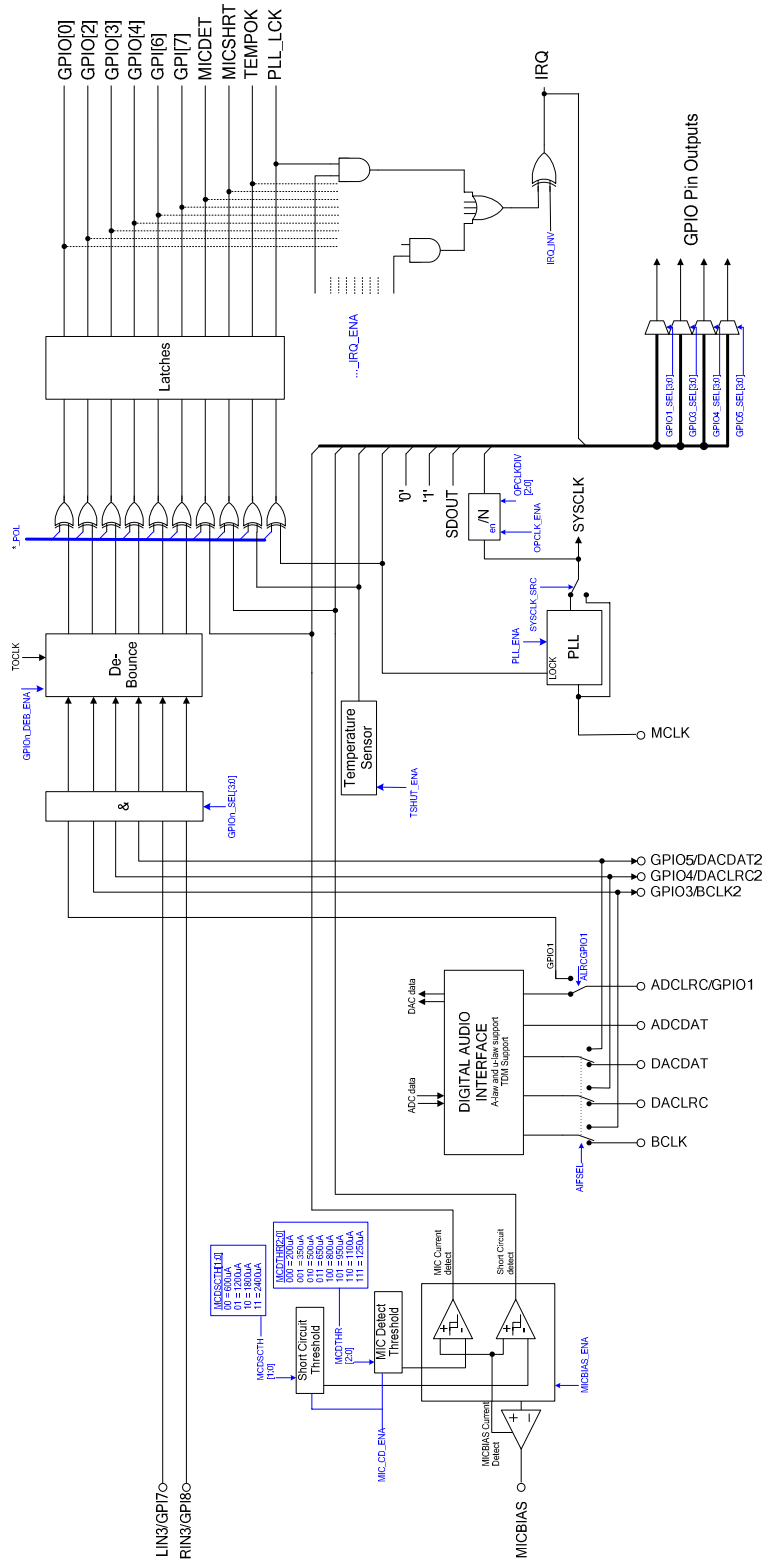 GPIO[0]
GPIO[2]
GPIO[3]
GPIO[4]
GPI[6]
GPI[7]
MICDET
MICSHRT
TEMPOK
PLL_LCK
IRQ
IRQ_INV
..._IRQ_ENA
Latches
GPIO Pin Outputs
GPIO1_SEL[3:0]
GPIO3_SEL[3:0]
GPIO4_SEL[3:0]
GPIO5_SEL[3:0]
*_POL
'0'
'1'
SDOUT
/N
en
OPCLKDIV
[2:0]
OPCLK_ENA
SYSCLK
SYSCLK_SRC
PLL_ENA
LOCK
PLL
MCLK
TOCLK
GPIOn_DEB_ENA
De-
Bounce
Temperature
Sensor
TSHUT_ENA
&
GPIOn_SEL[3:0]
GPIO5/DACDAT2
GPIO4/DACLRC2
GPIO3/BCLK2
GPIO1
ALRCGPIO1
ADCLRC/GPIO1
ADCDAT
DACDAT
DACLRC
BCLK
AIFSEL
DAC data
ADC data
DIGITAL AUDIO
INTERFACE
A-law and u-law support
TDM Support
MCDSCTH[1:0]
00 = 600uA
01 = 1200uA
10 = 1800uA
11 = 2400uA
MCDTHR[2:0]
000 = 200uA
001 = 350uA
010 = 500uA
011 = 650uA
100 = 800uA
101 = 950uA
110 = 1100uA
111 = 1250uA
MCDSCTH
[1:0]
Short Circuit
Threshold
MCDTHR
[2:0]
MIC Detect
Threshold
MIC_CD_ENA
MIC Current
detect
Short Circuit
detect
+
-
+
-
MICBIAS_ENA
MICBIAS Current
Detect
+
−
MICBIAS
LIN3/GPI7
RIN3/GPI8